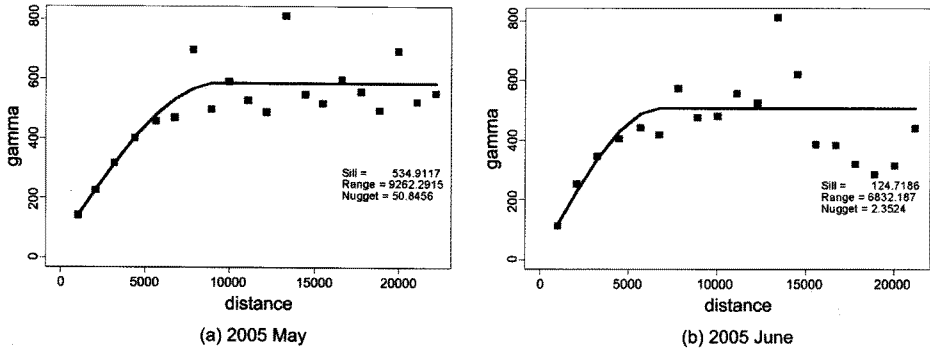 800
600
400
200
0
gamma
Sill = 534.9117
Range = 9262.2915
Nugget = 50.8456
0 5000 10000 15000 20000
distance
(a) 2005 May
800
600
400
200
0
gamma
Sill = 124.7186
Range = 6832.187
Nugget = 2.3524
0 5000 10000 15000 20000
distance
(b) 2005 June